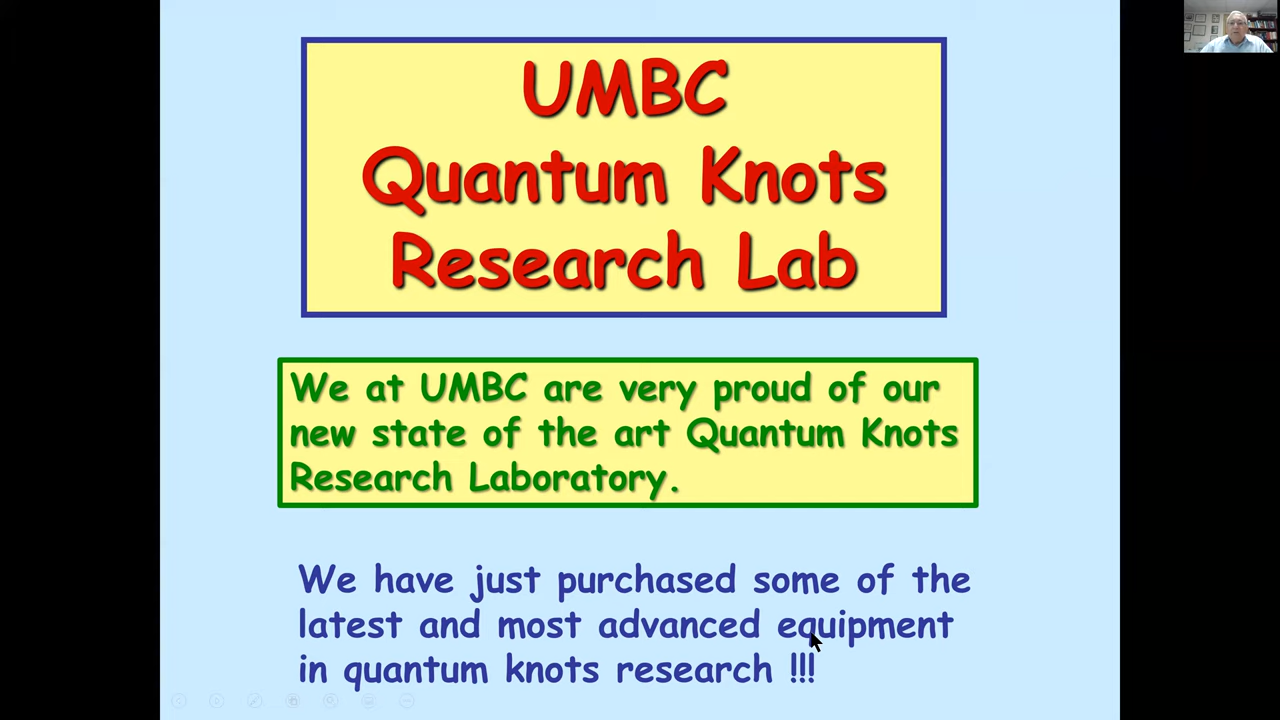 UMBC
Quantum Knots
Research Lab
We at UMBC are very proud of our
new state of the art Quantum Knots
Research Laboratory.
We have just purchased some of the
latest and most advanced equipment
in quantum knots research !!!